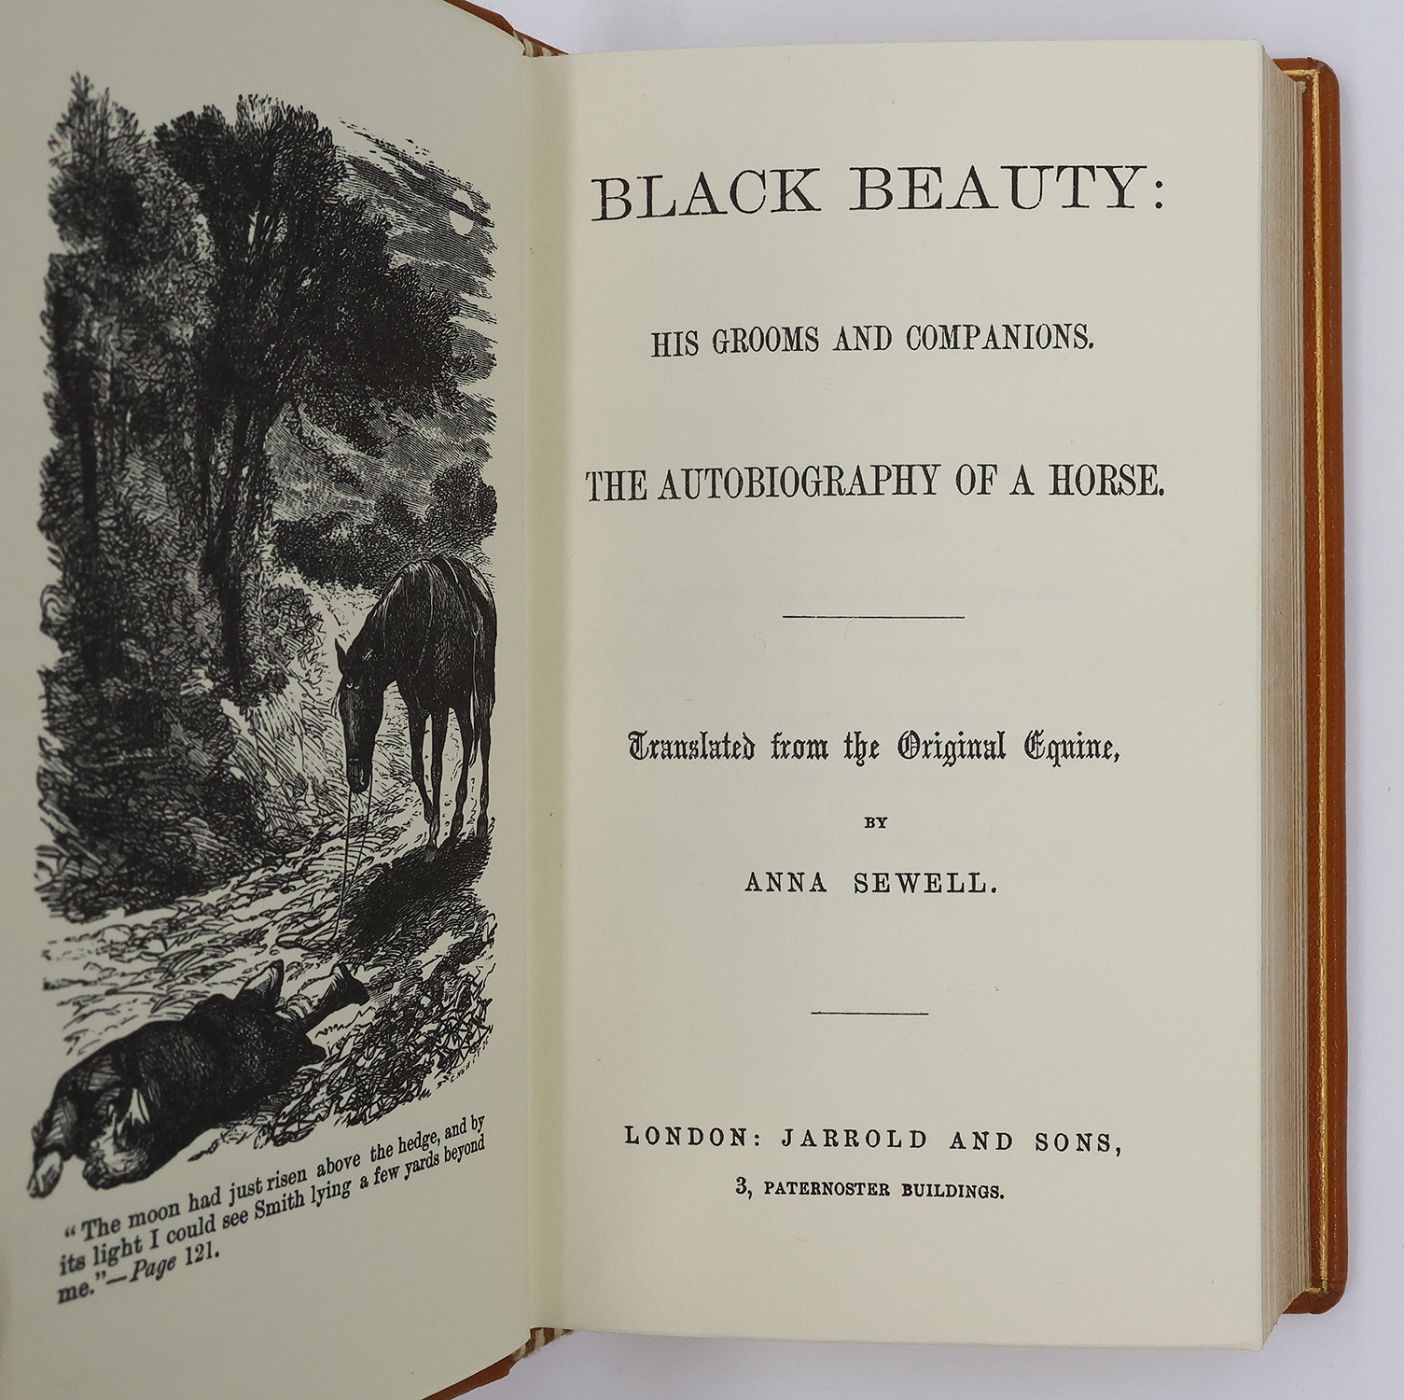 "The moon had just risen above the hedge, and by
its light I could see Smith lying a few yards beyond
me."—Page 121.
BLACK BEAUTY:
HIS GROOMS AND COMPANIONS.
THE AUTOBIOGRAPHY OF A HORSE.
Translated from the Original Equine,
BY
ANNA SEWELL.
LONDON: JARROLD AND SONS,
3, PATERNOSTER BUILDINGS.